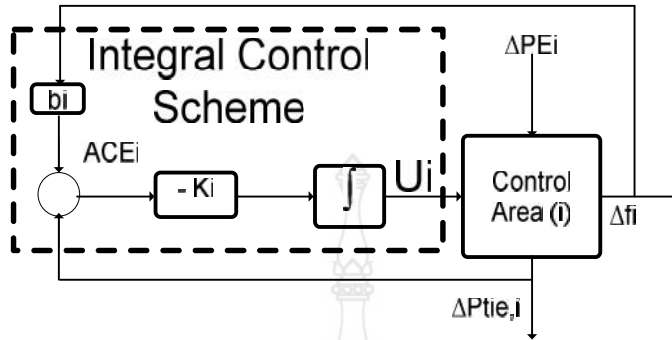 Integral Control
Scheme
ΔPEi
bi
ACEi
- Ki
∫
Ui
Control
Area (i)
Δfi
ΔPtie,i